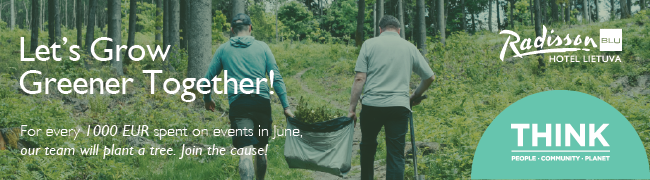 Let's Grow
Greener Together!
For every 1000 EUR spent on events in June,
our team will plant a tree. Join the cause!
Radisson BLU
HOTEL LIETUVA
THINK
PEOPLE · COMMUNITY · PLANET